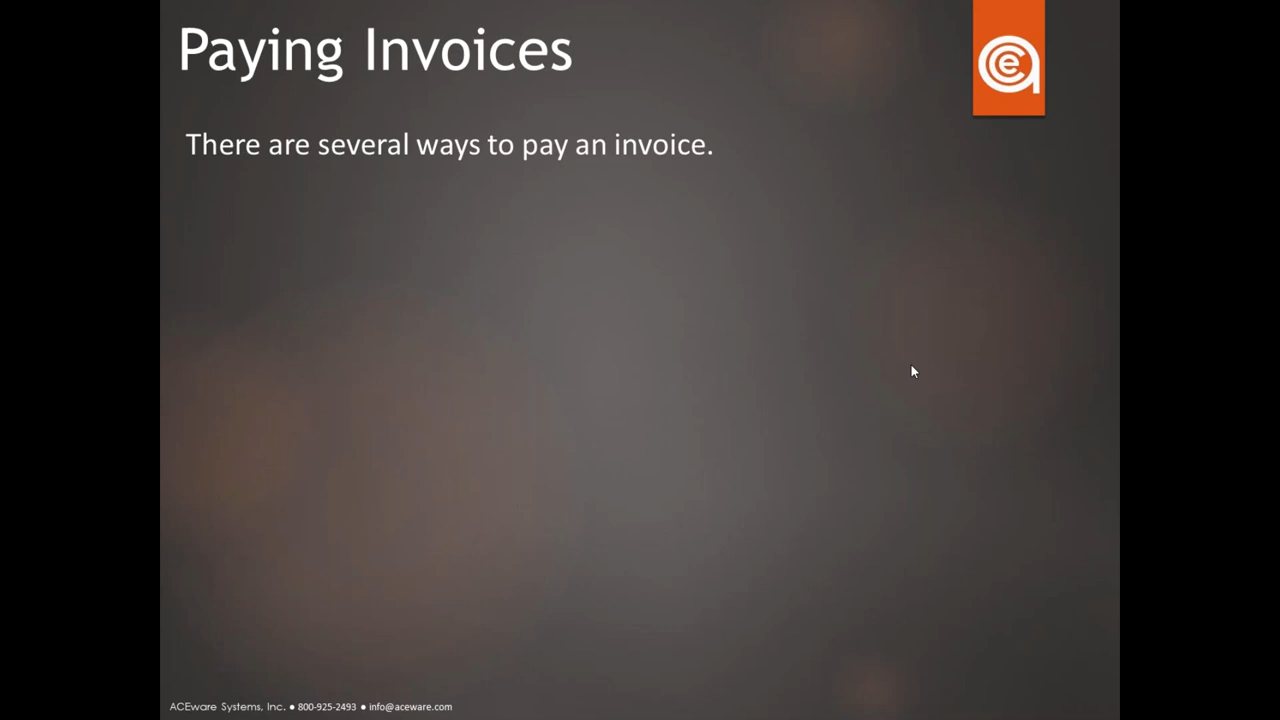 Paying Invoices
There are several ways to pay an invoice.
ACEware Systems, Inc. ● 800-925-2493 ● info@aceware.com